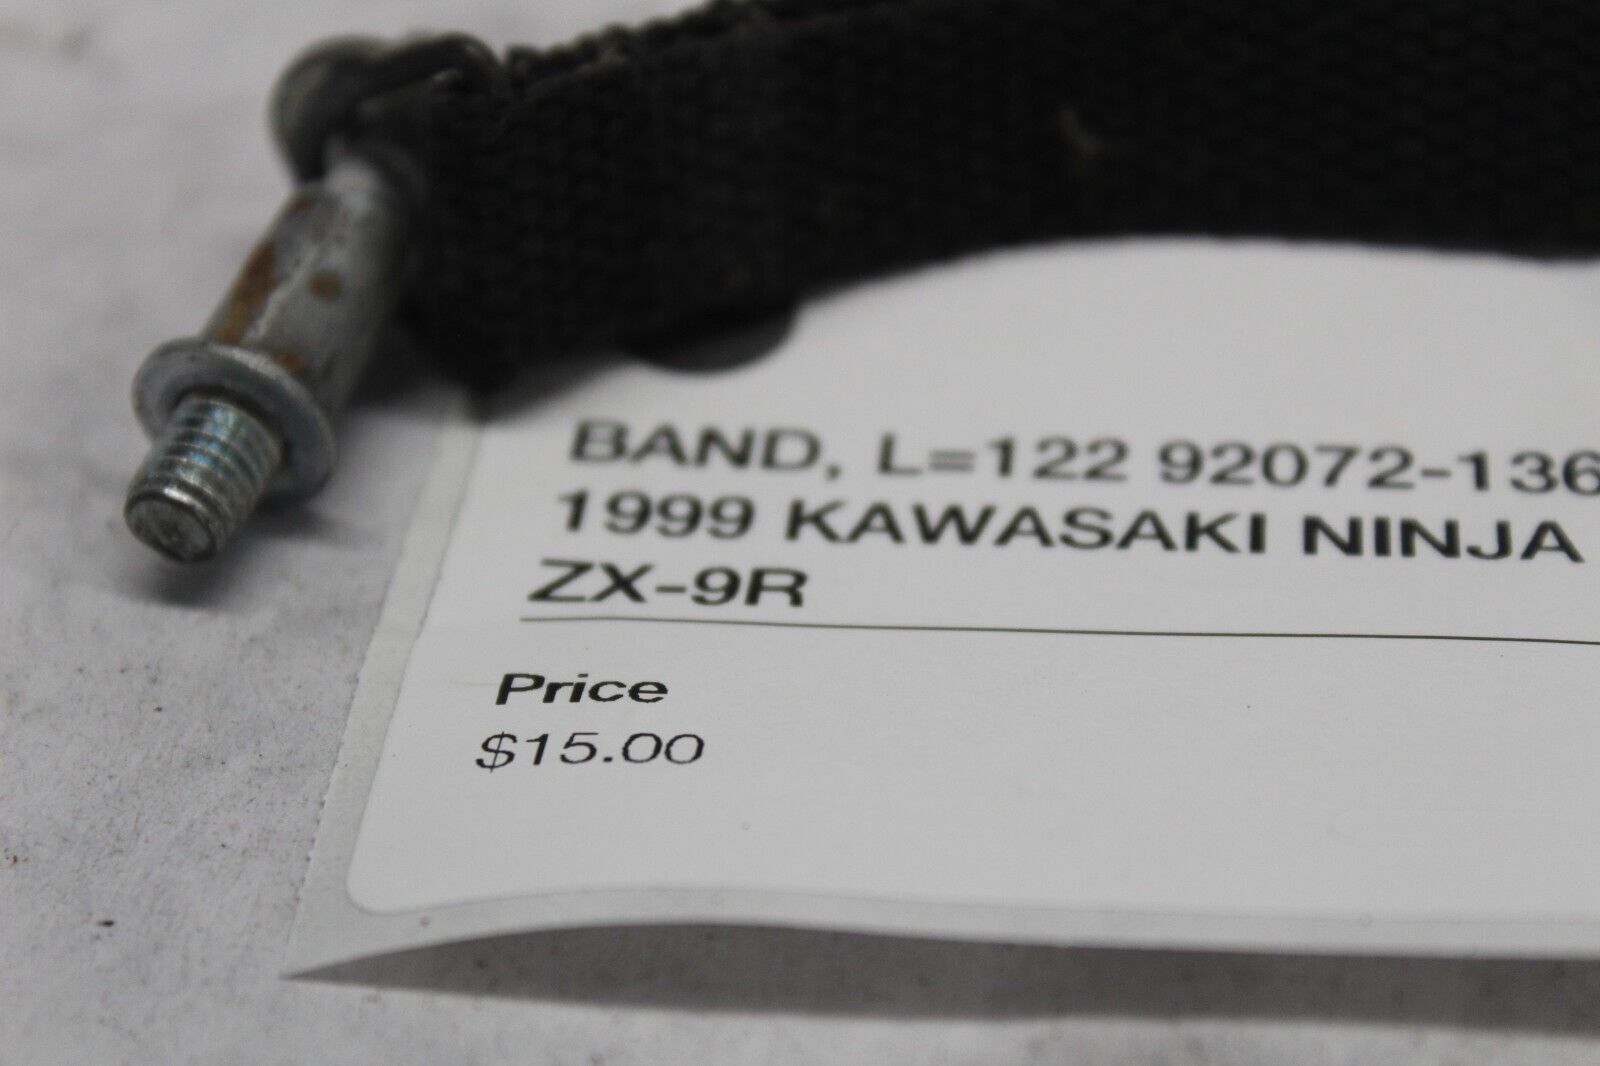 BAND, L=122 92072-136
1999 KAWASAKI NINJA
ZX-9R
Price
$15.00